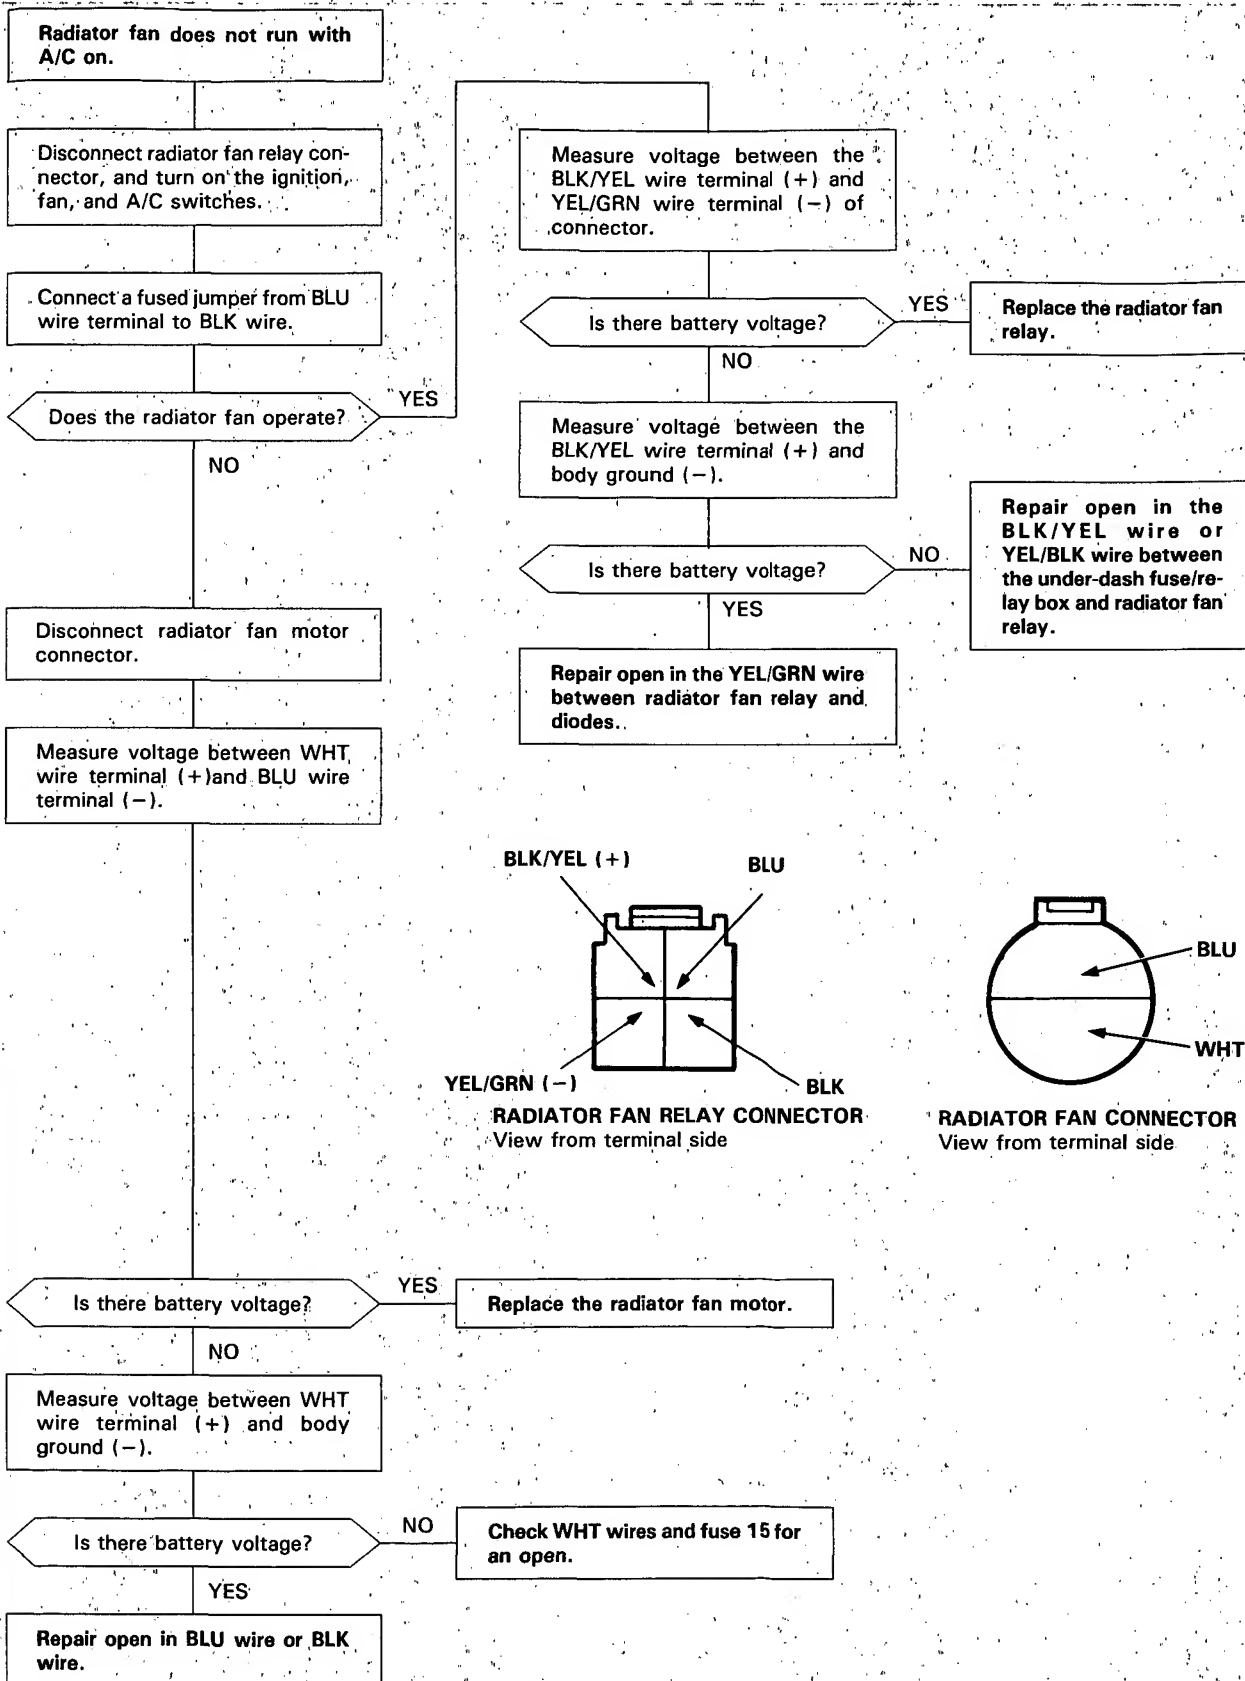 Radiator fan does not run with
A/C on.
Disconnect radiator fan relay con-
nector, and turn on the ignition,
fan, and A/C switches.
Connect a fused jumper from BLU
wire terminal to BLK wire.
Does the radiator fan operate?
YES
NO
Disconnect radiator fan motor
connector.
Measure voltage between WHT
wire terminal (+)and BLU wire
terminal (−).
Measure voltage between the
BLK/YEL wire terminal (+) and
YEL/GRN wire terminal (−) of
connector.
Is there battery voltage?
YES
Replace the radiator fan
relay.
NO
Measure voltage between the
BLK/YEL wire terminal (+) and
body ground (−).
Is there battery voltage?
NO
Repair open in the
BLK/YEL wire or
YEL/BLK wire between
the under-dash fuse/re-
lay box and radiator fan
relay.
YES
Repair open in the YEL/GRN wire
between radiator fan relay and
diodes.
BLK/YEL (+)
BLU
YEL/GRN (−)
BLK
RADIATOR FAN RELAY CONNECTOR
View from terminal side
BLU
WHT
RADIATOR FAN CONNECTOR
View from terminal side
Is there battery voltage?
YES
Replace the radiator fan motor.
NO
Measure voltage between WHT
wire terminal (+) and body
ground (−).
Is there battery voltage?
NO
Check WHT wires and fuse 15 for
an open.
YES
Repair open in BLU wire or BLK
wire.